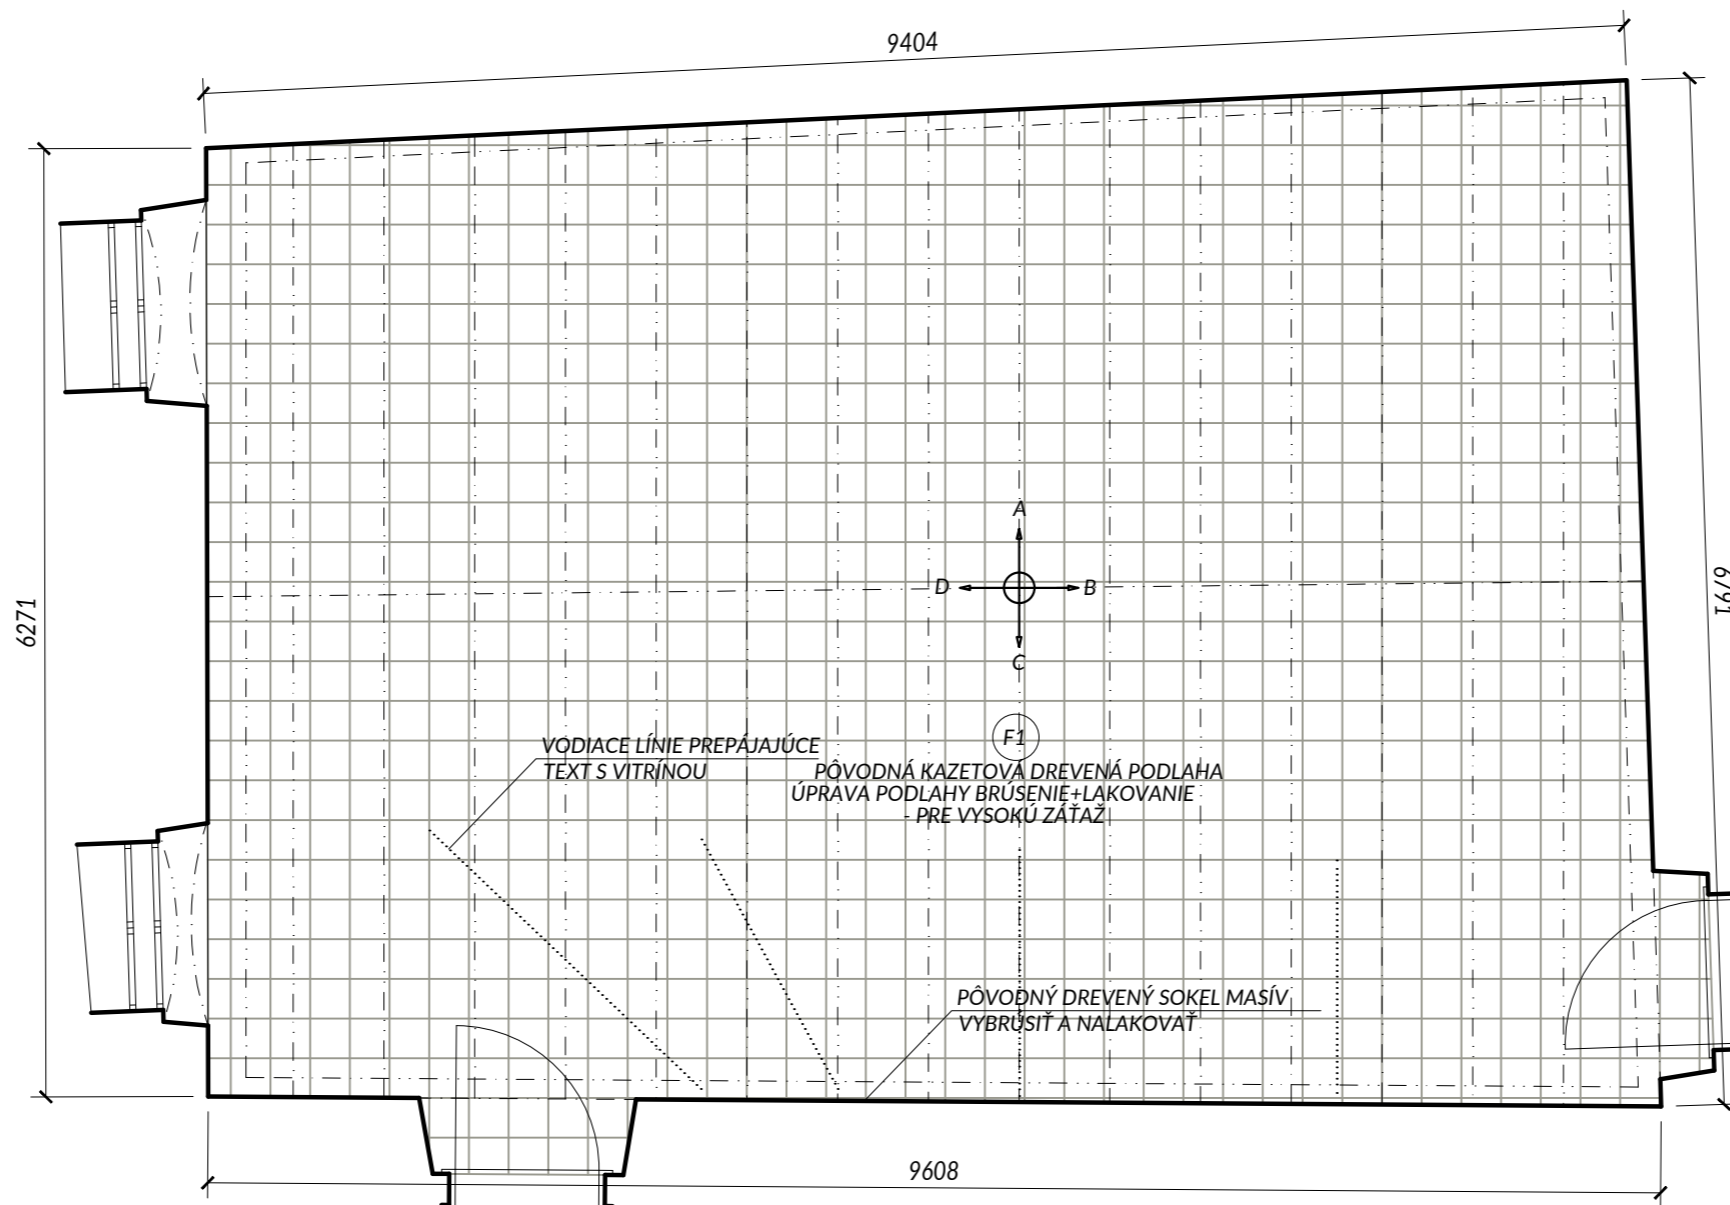 9404
6271
6791
A
D
B
C
F1
VODIACE LÍNIE PREPÁJAJÚCE
TEXT S VITRÍNOU
PÔVODNÁ KAZETOVÁ DREVENÁ PODLAHA
ÚPRAVA PODLAHY BRÚSENIE+LAKOVANIE
- PRE VYSOKÚ ZÁŤAŽ
PÔVODNÝ DREVENÝ SOKEL MASÍV
VYBRÚSIŤ A NALAKOVAŤ
9608